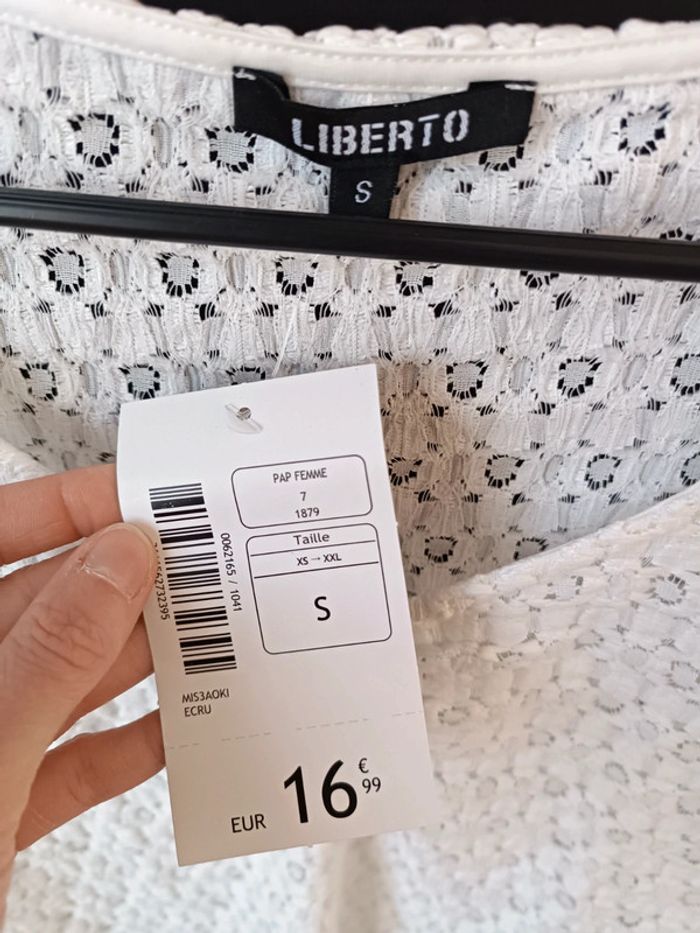 LIBERTO
S
PAP FEMME
7
1879
Taille
XS → XXL
S
0062165 / 1041
MIS3AOKI
ECRU
EUR 16€99